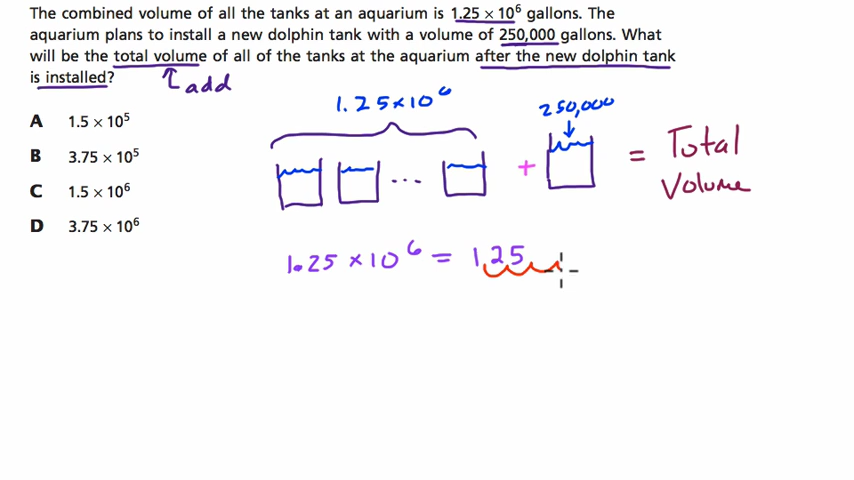 The combined volume of all the tanks at an aquarium is 1.25 × 10⁶ gallons. The
aquarium plans to install a new dolphin tank with a volume of 250,000 gallons. What
will be the total volume of all of the tanks at the aquarium after the new dolphin tank
is installed?
add
1.25×10⁶
250,000
A 1.5 × 10⁵
B 3.75 × 10⁵
C 1.5 × 10⁶
D 3.75 × 10⁶
... + = Total
Volume
1.25 × 10⁶ = 1.25